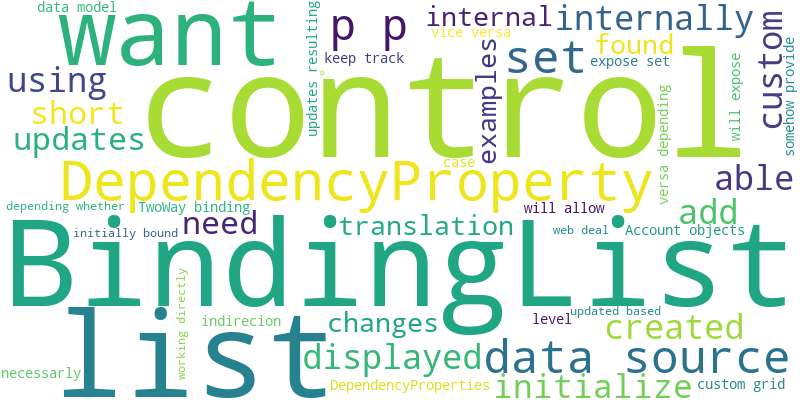 data model
want
p p
internal
internally
vice versa
keep track
updates resulting
control
set
found
expose set
examples
custom
somehow provide
using
short
updates
p
will expose
versa depending
case
DependencyProperty
able
depending whether
TwoWay binding
initially bound
need
translation
will allow
add
web deal
Account objects
BindingList
list
working directly
indirecion
changes
level
updated based
created
displayed
data source
necessarly
DependencyProperties
initialize
custom grid